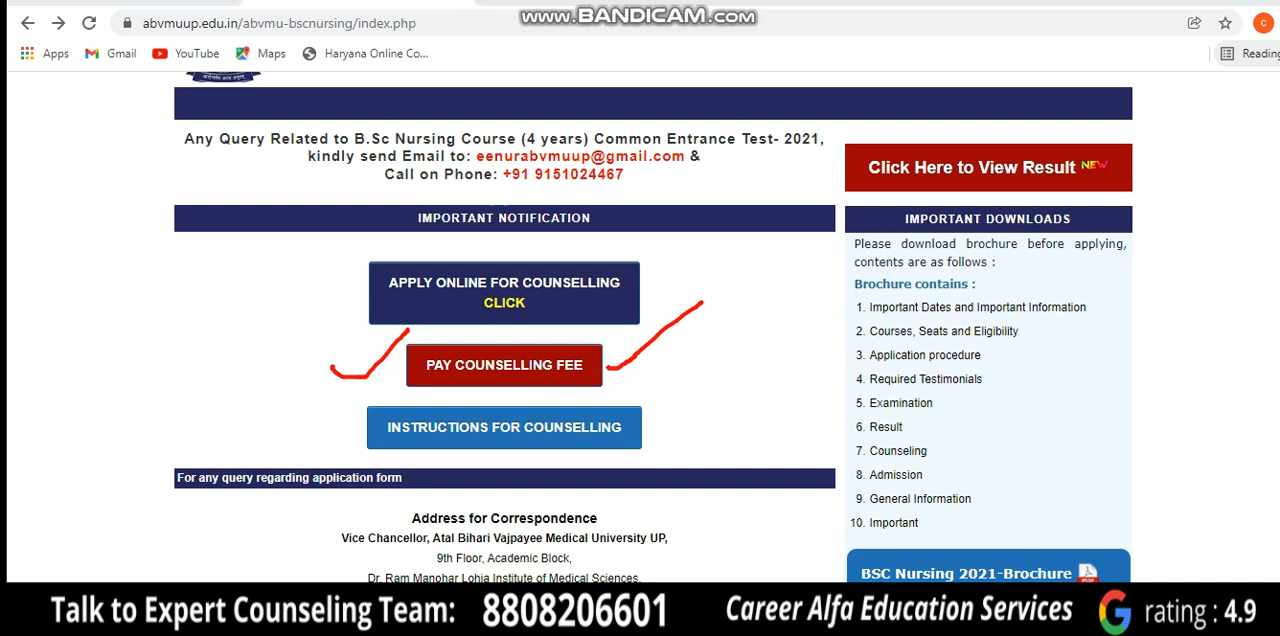 abvmuup.edu.in/abvmu-bscnursing/index.php
www.BANDICAM.com
C
Apps
Gmail
YouTube
Maps
Haryana Online Co...
Reading
Any Query Related to B.Sc Nursing Course (4 years) Common Entrance Test- 2021,
kindly send Email to: eenurabvmuup@gmail.com &
Call on Phone: +91 9151024467
IMPORTANT NOTIFICATION
APPLY ONLINE FOR COUNSELLING
CLICK
PAY COUNSELLING FEE
INSTRUCTIONS FOR COUNSELLING
For any query regarding application form
Address for Correspondence
Vice Chancellor, Atal Bihari Vajpayee Medical University UP,
9th Floor, Academic Block,
Dr. Ram Manohar Lohia Institute of Medical Sciences,
Click Here to View Result NEW
IMPORTANT DOWNLOADS
Please download brochure before applying,
contents are as follows :
Brochure contains :
1. Important Dates and Important Information
2. Courses, Seats and Eligibility
3. Application procedure
4. Required Testimonials
5. Examination
6. Result
7. Counseling
8. Admission
9. General Information
10. Important
BSC Nursing 2021-Brochure
Talk to Expert Counseling Team: 8808206601
Career Alfa Education Services
G rating : 4.9